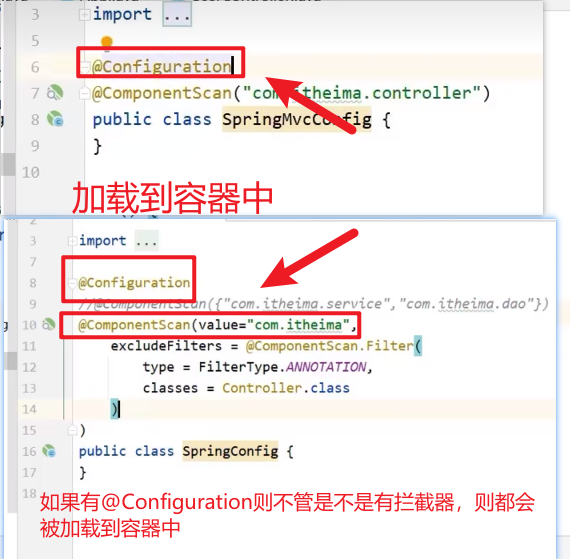 3 import ...
5
6 @Configuration
7 @ComponentScan("com.itheima.controller")
8 public class SpringMvcConfig {
9 }
10
加载到容器中
2
3 import ...
7
8 @Configuration
9 //@ComponentScan({"com.itheima.service","com.itheima.dao"})
10 @ComponentScan(value="com.itheima",
11 excludeFilters = @ComponentScan.Filter(
12 type = FilterType.ANNOTATION,
13 classes = Controller.class
14 )
15 )
16 public class SpringConfig {
17 }
18
如果有@Configuration则不管是不是有拦截器，则都会
被加载到容器中